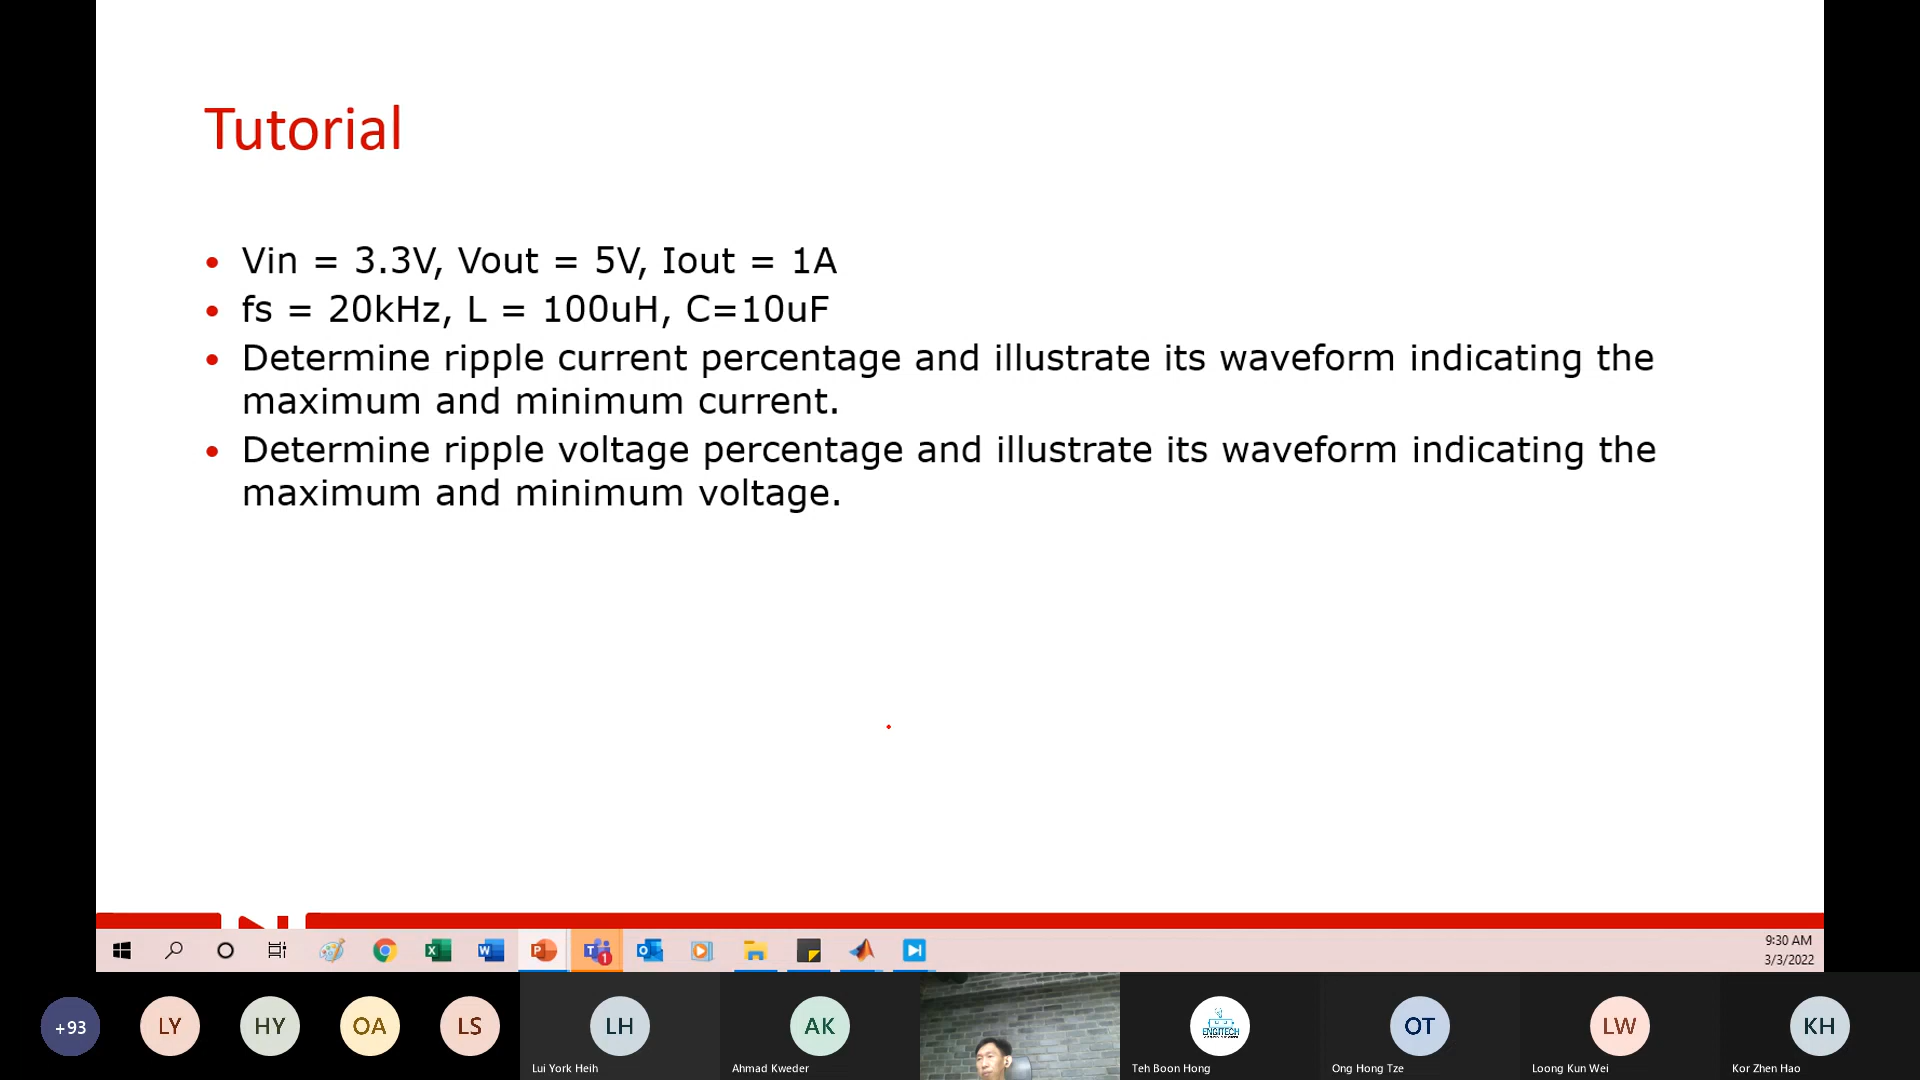 Tutorial
• Vin = 3.3V, Vout = 5V, Iout = 1A
• fs = 20kHz, L = 100uH, C=10uF
• Determine ripple current percentage and illustrate its waveform indicating the
maximum and minimum current.
• Determine ripple voltage percentage and illustrate its waveform indicating the
maximum and minimum voltage.
9:30 AM
3/3/2022
+93
LY
HY
OA
LS
LH
AK
ENGITECH
OT
LW
KH
Lui York Heih
Ahmad Kweder
Teh Boon Hong
Ong Hong Tze
Loong Kun Wei
Kor Zhen Hao